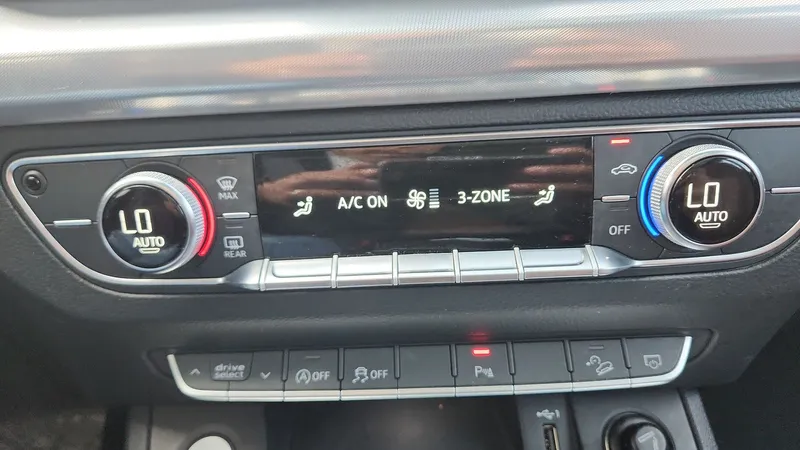 MAX
LO
AUTO
REAR
A/C ON
3-ZONE
OFF
LO
AUTO
drive
select
OFF
OFF
P